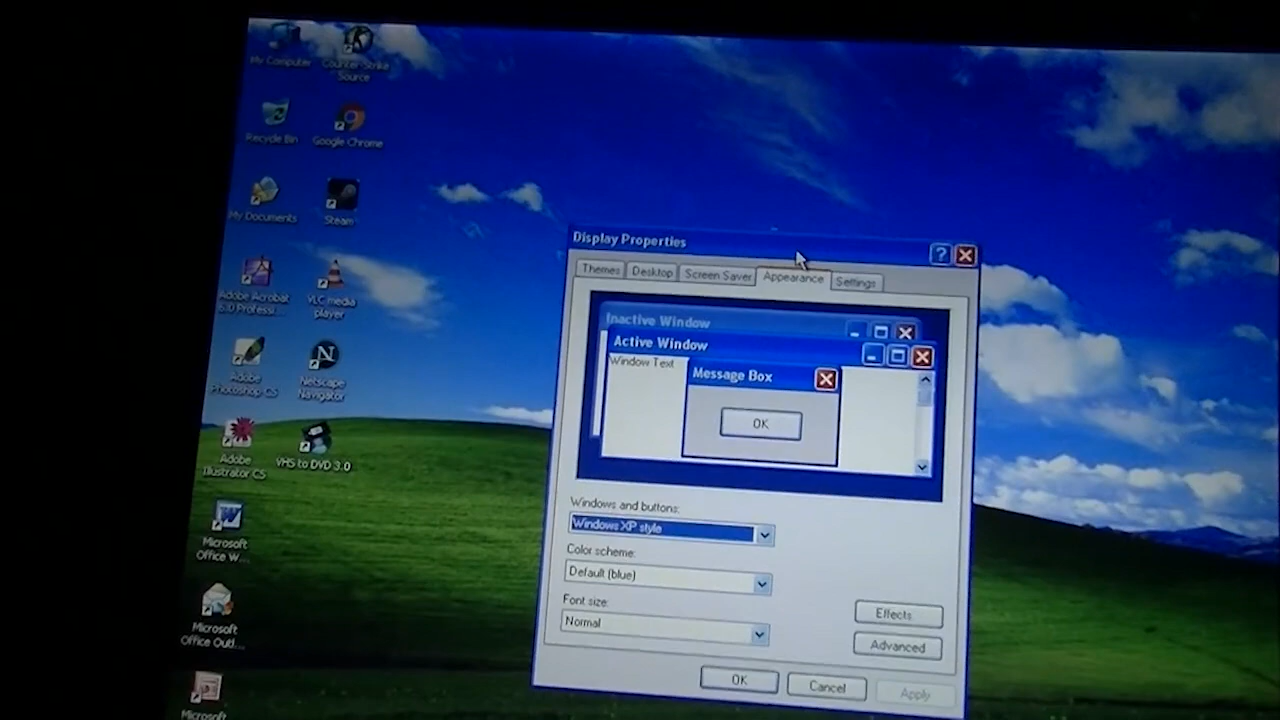 My Computer
Counter-Strike
Source
Recycle Bin
Google Chrome
My Documents
Steam
Adobe Acrobat
6.0 Professi...
VLC media
player
Adobe
Photoshop CS
Netscape
Navigator
Adobe
Illustrator CS
VHS to DVD 3.0
Microsoft
Office W...
Microsoft
Office Outl...
Microsoft
Display Properties
Themes
Desktop
Screen Saver
Appearance
Settings
Inactive Window
Active Window
Window Text
Message Box
OK
Windows and buttons:
Windows XP style
Color scheme:
Default (blue)
Font size:
Normal
Effects
Advanced
OK
Cancel
Apply